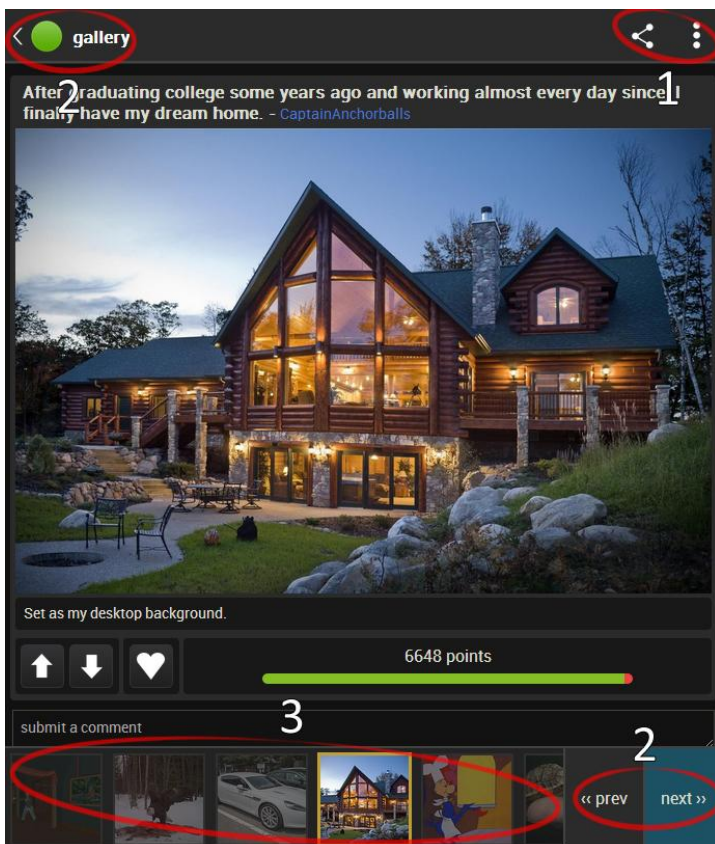 gallery
1
2
After graduating college some years ago and working almost every day since, I
finally have my dream home. - CaptainAnchorballs
Set as my desktop background.
6648 points
3
submit a comment
2
‹‹ prev
next ››